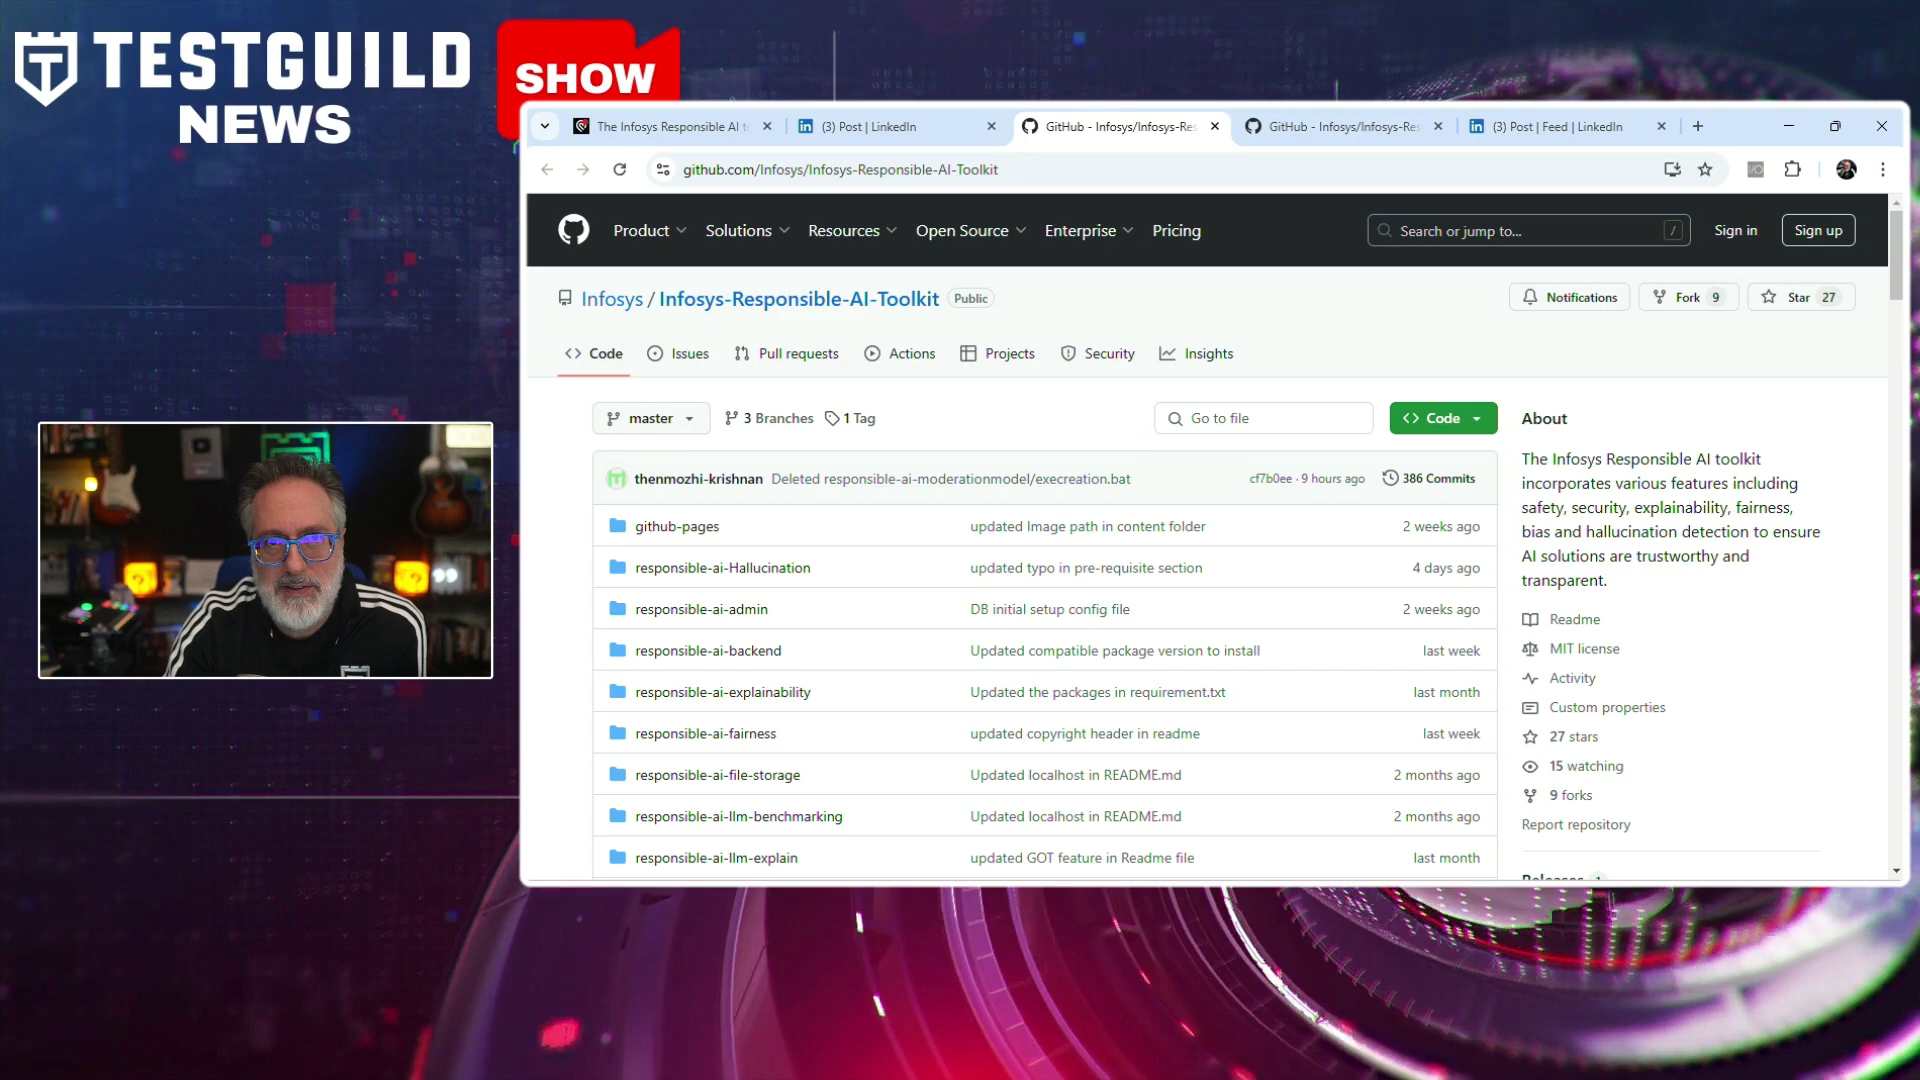 TESTGUILD
NEWS
SHOW
The Infosys Responsible AI to
(3) Post | LinkedIn
GitHub - Infosys/Infosys-Res
GitHub - Infosys/Infosys-Res
(3) Post | Feed | LinkedIn
github.com/Infosys/Infosys-Responsible-AI-Toolkit
Product
Solutions
Resources
Open Source
Enterprise
Pricing
Search or jump to...
/
Sign in
Sign up
Infosys / Infosys-Responsible-AI-Toolkit
Public
Notifications
Fork 9
Star 27
Code
Issues
Pull requests
Actions
Projects
Security
Insights
master
3 Branches
1 Tag
Go to file
Code
thenmozhi-krishnan Deleted responsible-ai-moderationmodel/execreation.bat
cf7b0ee · 9 hours ago
386 Commits
github-pages updated Image path in content folder 2 weeks ago
responsible-ai-Hallucination updated typo in pre-requisite section 4 days ago
responsible-ai-admin DB initial setup config file 2 weeks ago
responsible-ai-backend Updated compatible package version to install last week
responsible-ai-explainability Updated the packages in requirement.txt last month
responsible-ai-fairness updated copyright header in readme last week
responsible-ai-file-storage Updated localhost in README.md 2 months ago
responsible-ai-llm-benchmarking Updated localhost in README.md 2 months ago
responsible-ai-llm-explain updated GOT feature in Readme file last month
About
The Infosys Responsible AI toolkit
incorporates various features including
safety, security, explainability, fairness,
bias and hallucination detection to ensure
AI solutions are trustworthy and
transparent.
Readme
MIT license
Activity
Custom properties
27 stars
15 watching
9 forks
Report repository
Releases 1